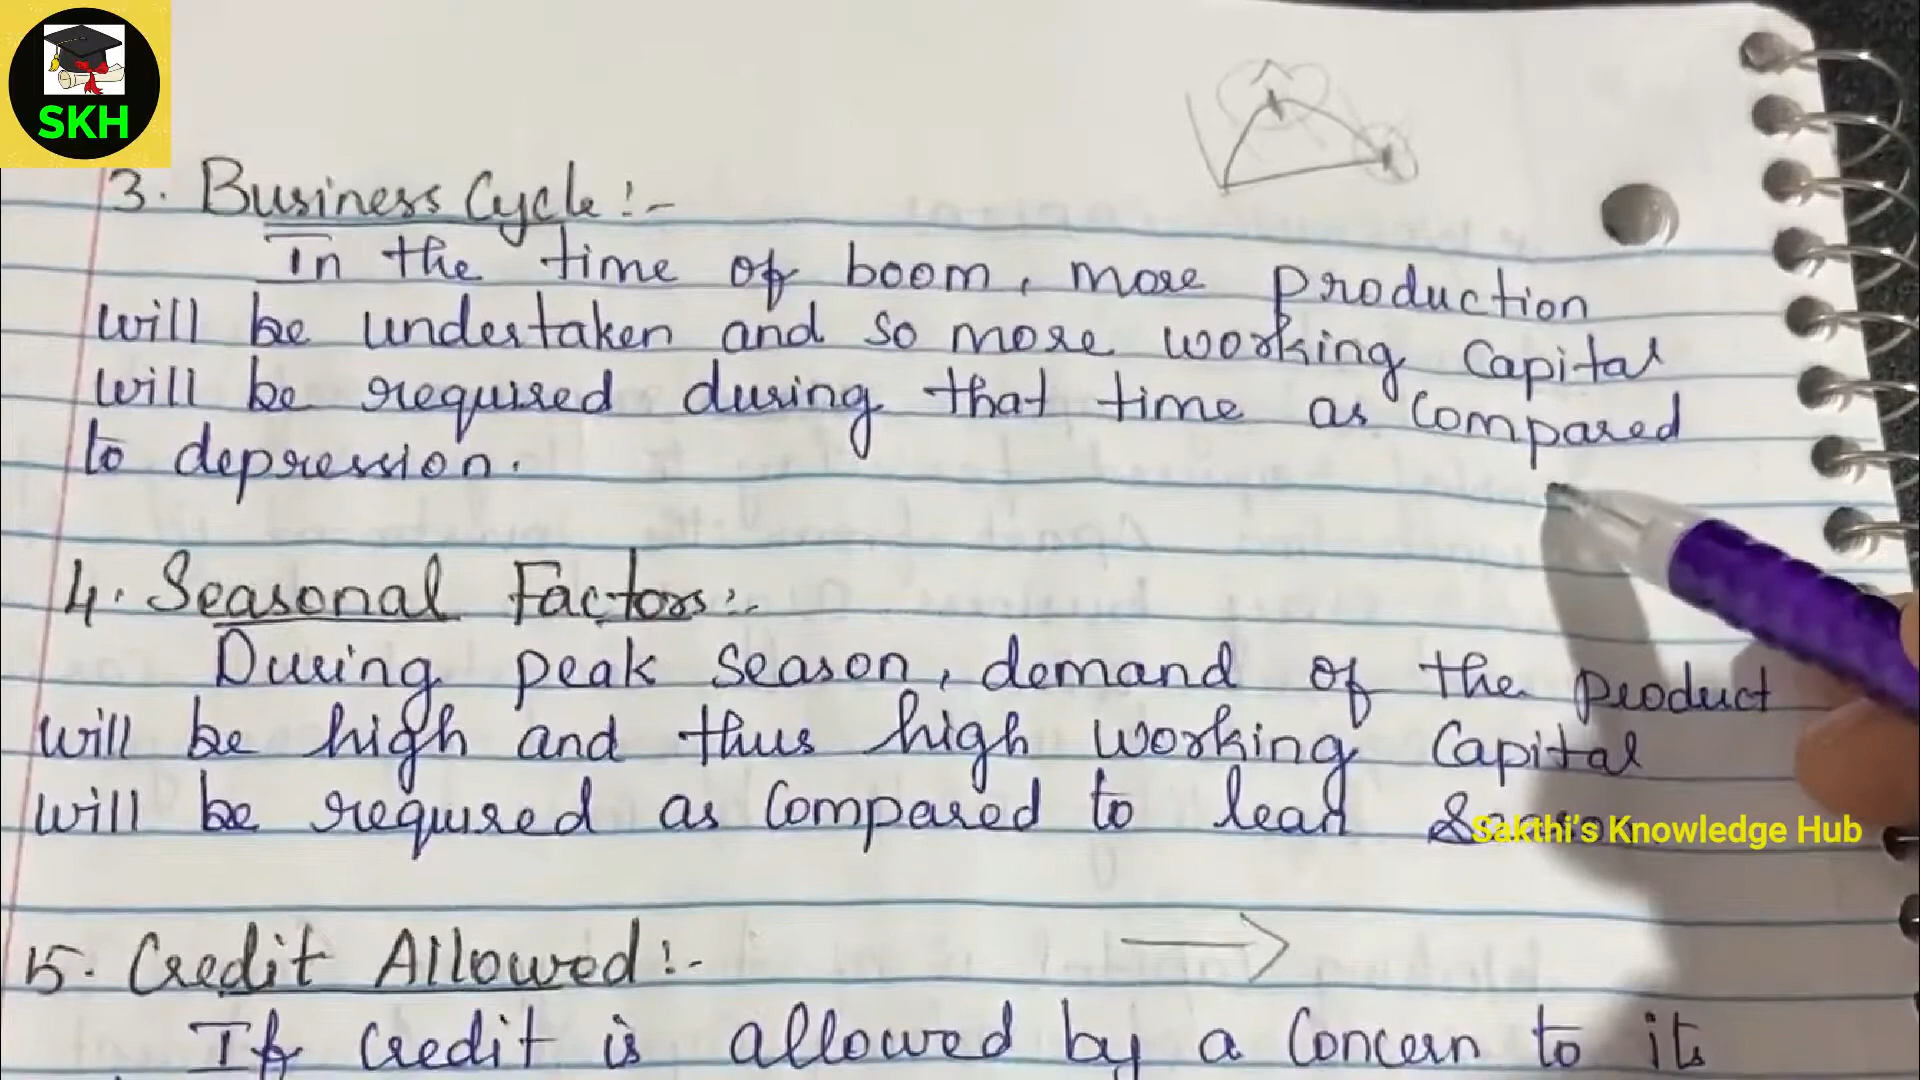 SKH
3. Business Cycle:-
In the time of boom, more production
will be undertaken and so more working Capital
will be required during that time as Compared
to depression.
4. Seasonal Factors:-
During peak season, demand of the product
will be high and thus high working Capital
will be required as Compared to lean Season
Sakthi's Knowledge Hub
5. Credit Allowed:-
If Credit is allowed by a Concern to its